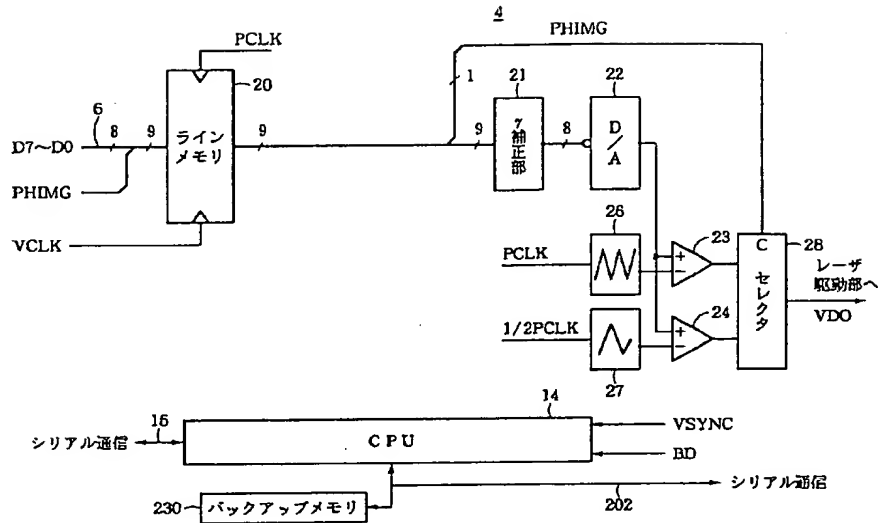 4
PCLK
PHIMG
20
1
21
22
6
8
9
9
9
8
D7〜D0
ライン
メモリ
γ補正部
D/A
PHIMG
VCLK
26
23
28
PCLK
+
−
C
セレクタ
レーザ
駆動部へ
VDO
24
1/2PCLK
+
−
27
14
16
VSYNC
シリアル通信
CPU
BD
シリアル通信
230
バックアップメモリ
202